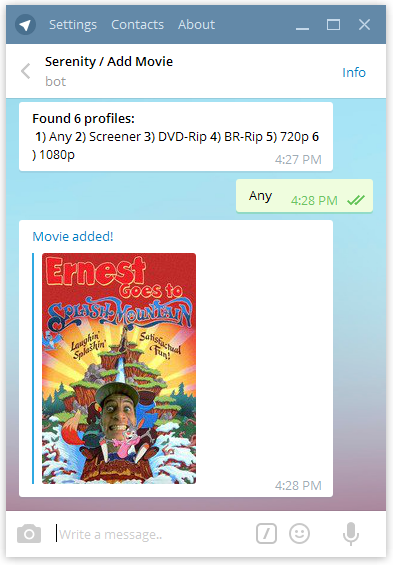 Settings Contacts About
Serenity / Add Movie
bot
Info
Found 6 profiles:
1) Any 2) Screener 3) DVD-Rip 4) BR-Rip 5) 720p 6
) 1080p
4:27 PM
Any
4:28 PM
Movie added!
Ernest
Goes to
Splash Mountain
Laughin'
Splashin'
Satisfactual
Fun!
4:28 PM
Write a message..